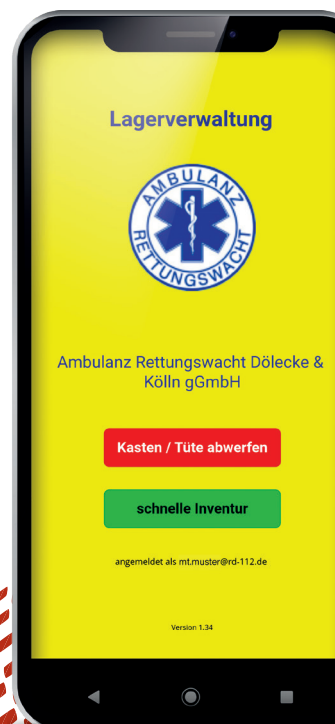 Lagerverwaltung
AMBULANZ
RETTUNGSWACHT
Ambulanz Rettungswacht Dölecke &
Kölln gGmbH
Kasten / Tüte abwerfen
schnelle Inventur
angemeldet als mt.muster@rd-112.de
Version 1.34